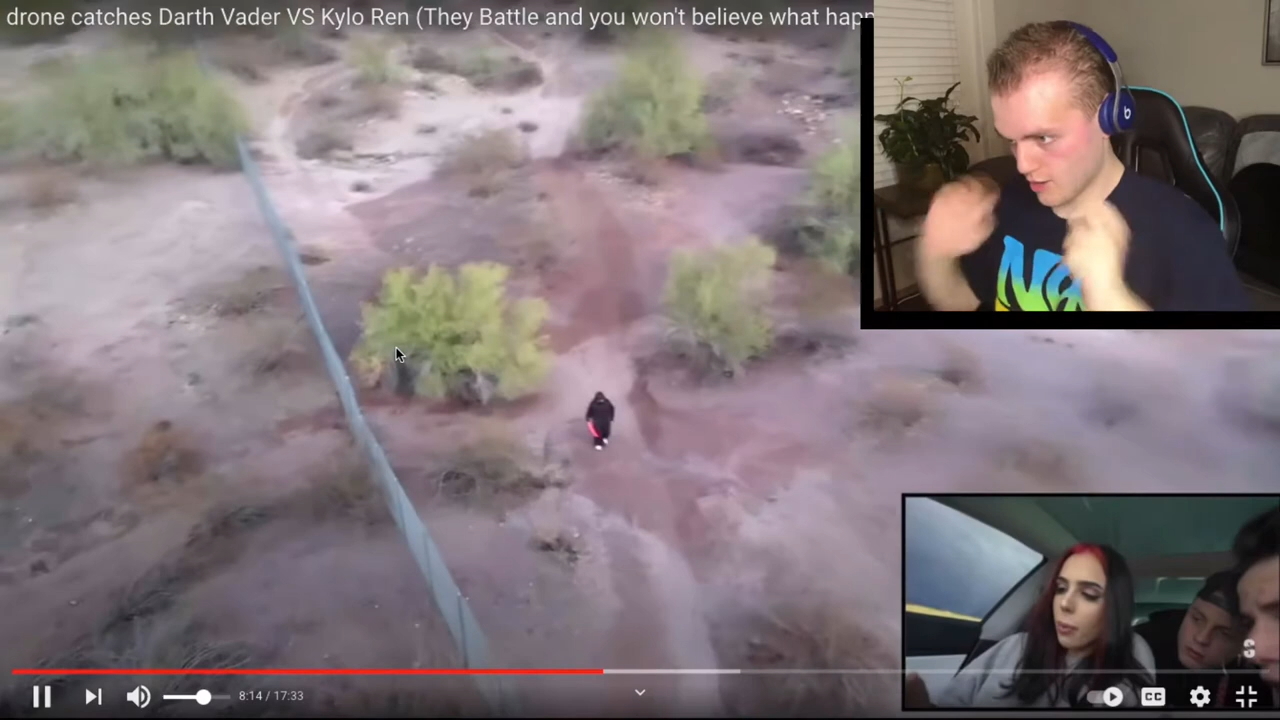 drone catches Darth Vader VS Kylo Ren (They Battle and you won't believe what happ
8:14 / 17:33
CC